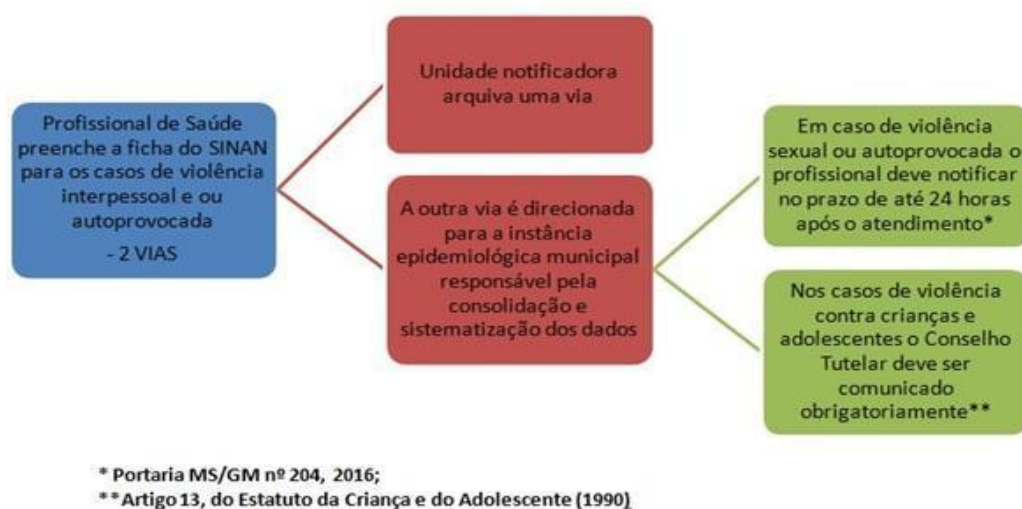 Profissional de Saúde
preenche a ficha do SINAN
para os casos de violência
interpessoal e ou
autoprovocada
- 2 VIAS
Unidade notificadora
arquiva uma via
A outra via é direcionada
para a instância
epidemiológica municipal
responsável pela
consolidação e
sistematização dos dados
Em caso de violência
sexual ou autoprovocada o
profissional deve notificar
no prazo de até 24 horas
após o atendimento*
Nos casos de violência
contra crianças e
adolescentes o Conselho
Tutelar deve ser
comunicado
obrigatoriamente**
* Portaria MS/GM nº 204, 2016;
**Artigo 13, do Estatuto da Criança e do Adolescente (1990)